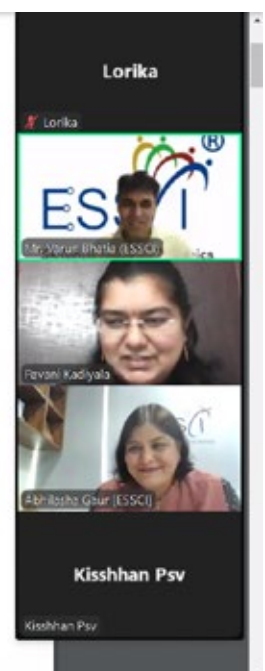 Lorika
Lorika
ESSCI
Mr. Varun Bhatia (ESSCI)
Pavani Kadiyala
Abhilasha Gaur [ESSCI]
Kisshhan Psv
Kisshhan Psv